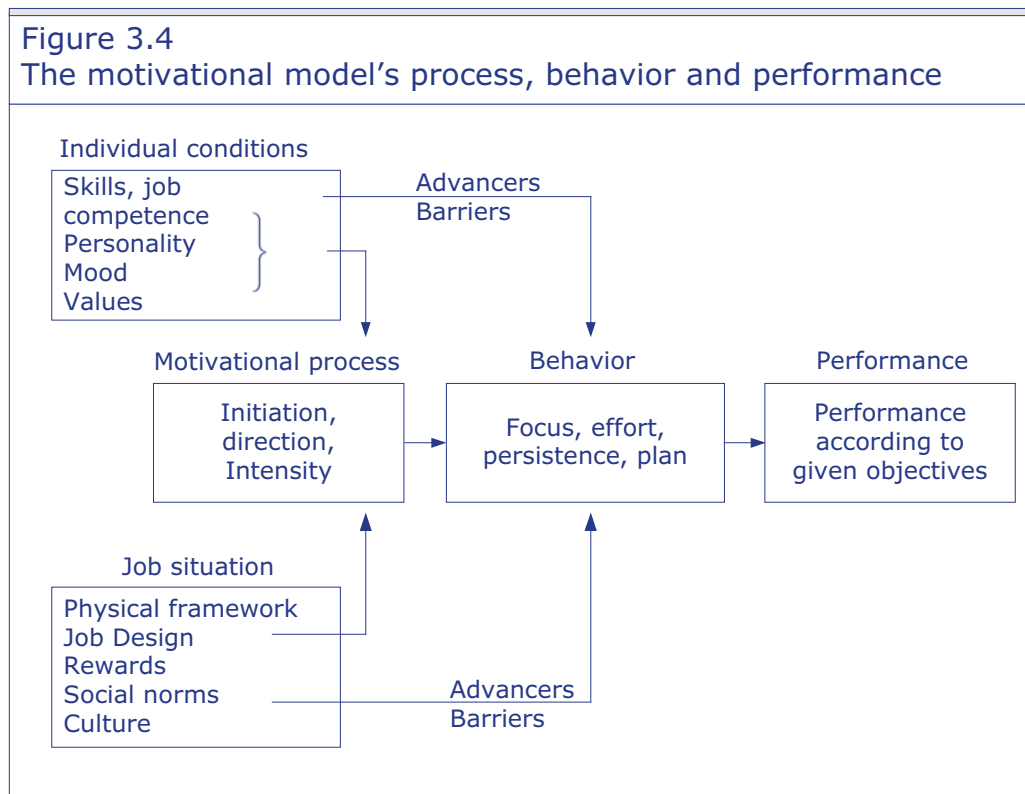 Figure 3.4
The motivational model's process, behavior and performance
Individual conditions
Skills, job
competence
Personality
Mood
Values
Advancers
Barriers
Motivational process
Initiation,
direction,
Intensity
Behavior
Focus, effort,
persistence, plan
Performance
Performance
according to
given objectives
Job situation
Physical framework
Job Design
Rewards
Social norms
Culture
Advancers
Barriers